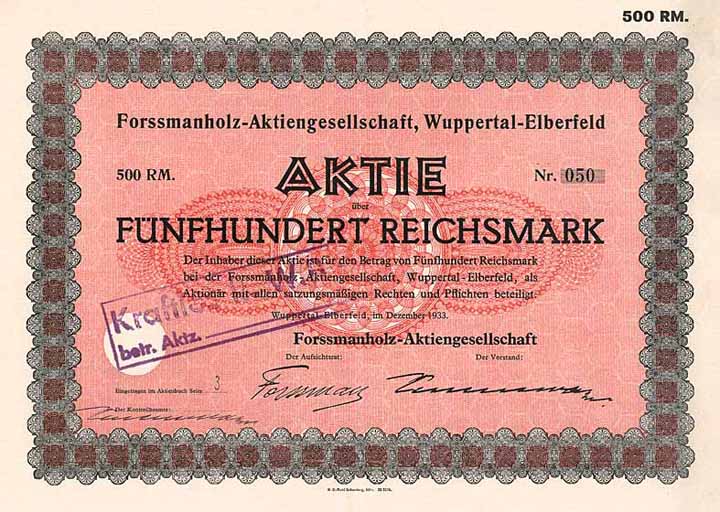 500 RM.
Forssmanholz-Aktiengesellschaft, Wuppertal-Elberfeld
500 RM.
AKTIE
Nr. 050
über
FÜNFHUNDERT REICHSMARK
Der Inhaber dieser Aktie ist für den Betrag von Fünfhundert Reichsmark
bei der Forssmanholz-Aktiengesellschaft, Wuppertal-Elberfeld, als
Aktionär mit allen satzungsmäßigen Rechten und Pflichten beteiligt.
Wuppertal-Elberfeld, im Dezember 1933.
Forssmanholz-Aktiengesellschaft
Der Aufsichtsrat:
Der Vorstand:
betr. Aktz.
Eingetragen im Aktienbuch Seite 3
Forssman
Der Kontrollbeamte: